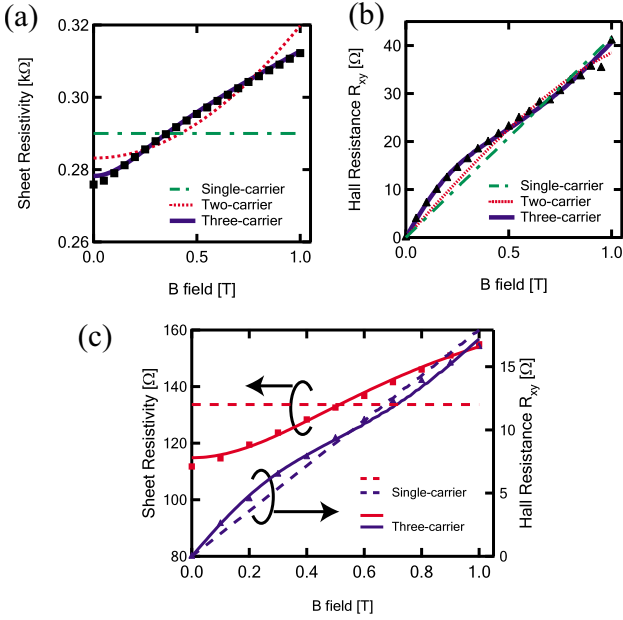 (a)
Sheet Resistivity [kΩ]
0.32
0.30
0.28
0.26
Single-carrier
Two-carrier
Three-carrier
0.0 0.5 1.0
B field [T]
(b)
Hall Resistance Rxy [Ω]
40
30
20
10
0
Single-carrier
Two-carrier
Three-carrier
0.0 0.5 1.0
B field [T]
(c)
Sheet Resistivity [Ω]
160
140
120
100
80
Single-carrier
Three-carrier
15
10
5
0
Hall Resistance Rxy [Ω]
0.0 0.2 0.4 0.6 0.8 1.0
B field [T]